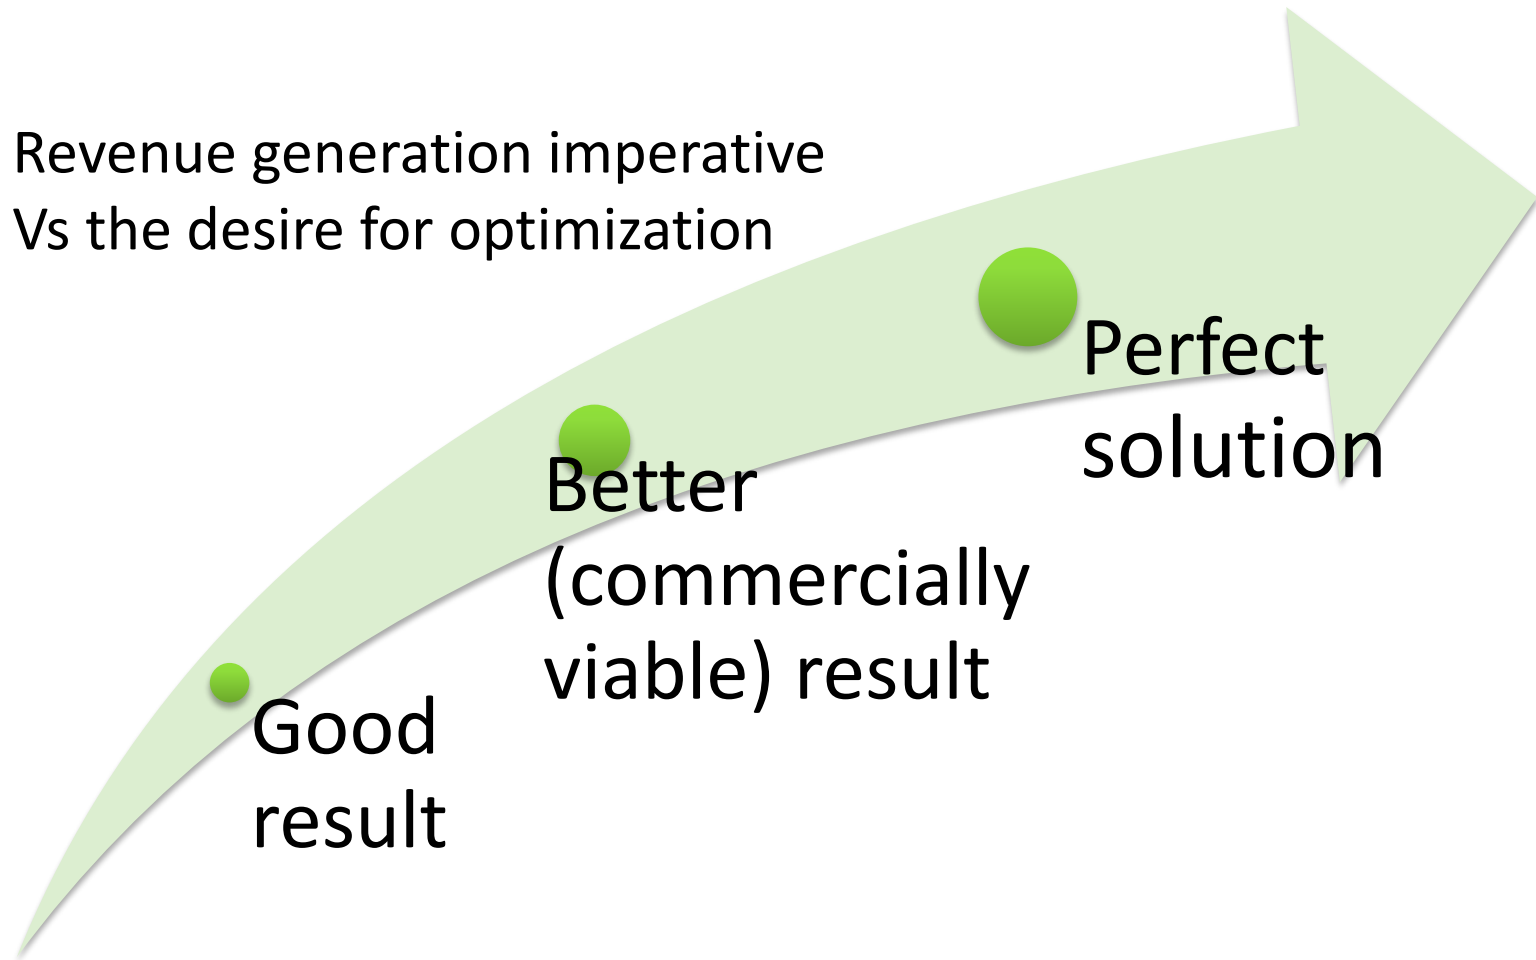 Revenue generation imperative
Vs the desire for optimization
Perfect
solution
Better
(commercially
viable) result
Good
result